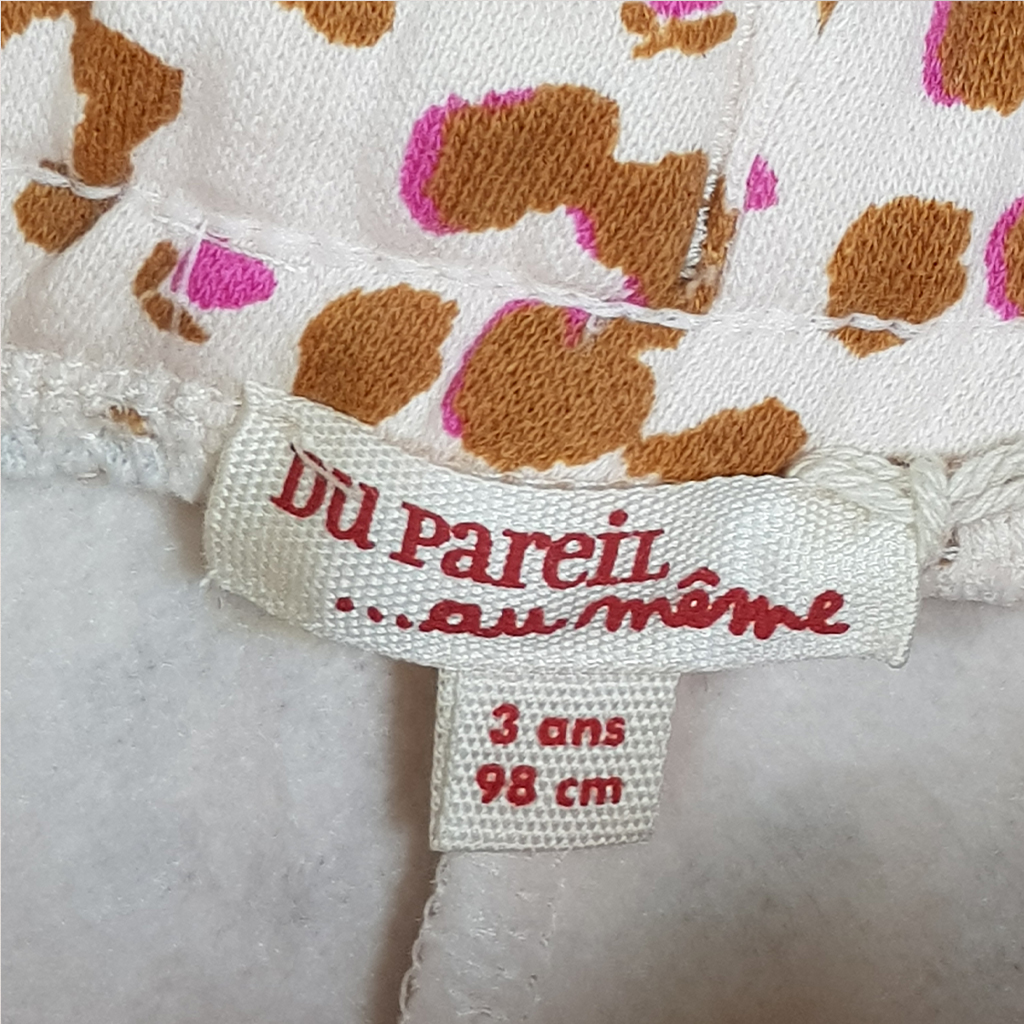 DU PAREIL
...au même
3 ans
98 cm